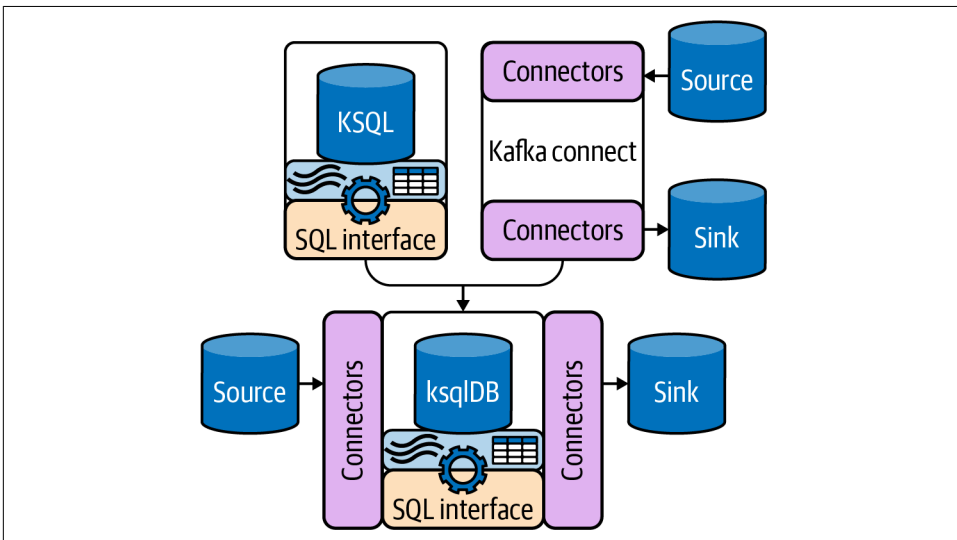 KSQL
SQL interface
Connectors
Source
Kafka connect
Connectors
Sink
Source
Connectors
ksqlDB
SQL interface
Connectors
Sink